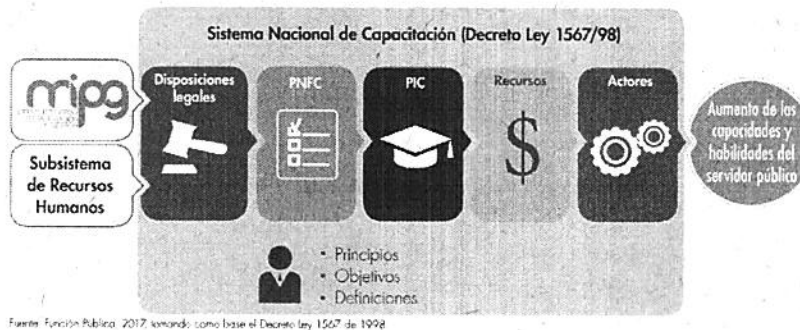 Sistema Nacional de Capacitación (Decreto Ley 1567/98)
mipg
Subsistema
de Recursos
Humanos
Disposiciones
legales
PNFC
PIC
Recursos
$
Actores
Aumento de las
capacidades y
habilidades del
servidor público
• Principios
• Objetivos
• Definiciones
Fuente: Función Pública, 2017, tomando como base el Decreto Ley 1567 de 1998